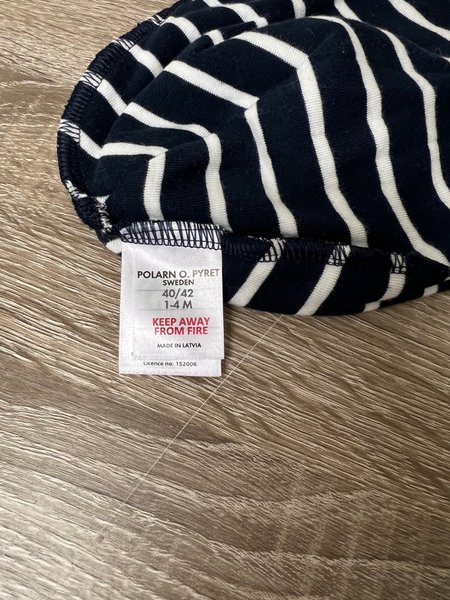 POLARN O. PYRET
SWEDEN
40/42
1-4 M
KEEP AWAY
FROM FIRE
MADE IN LATVIA
Licence no: 152006